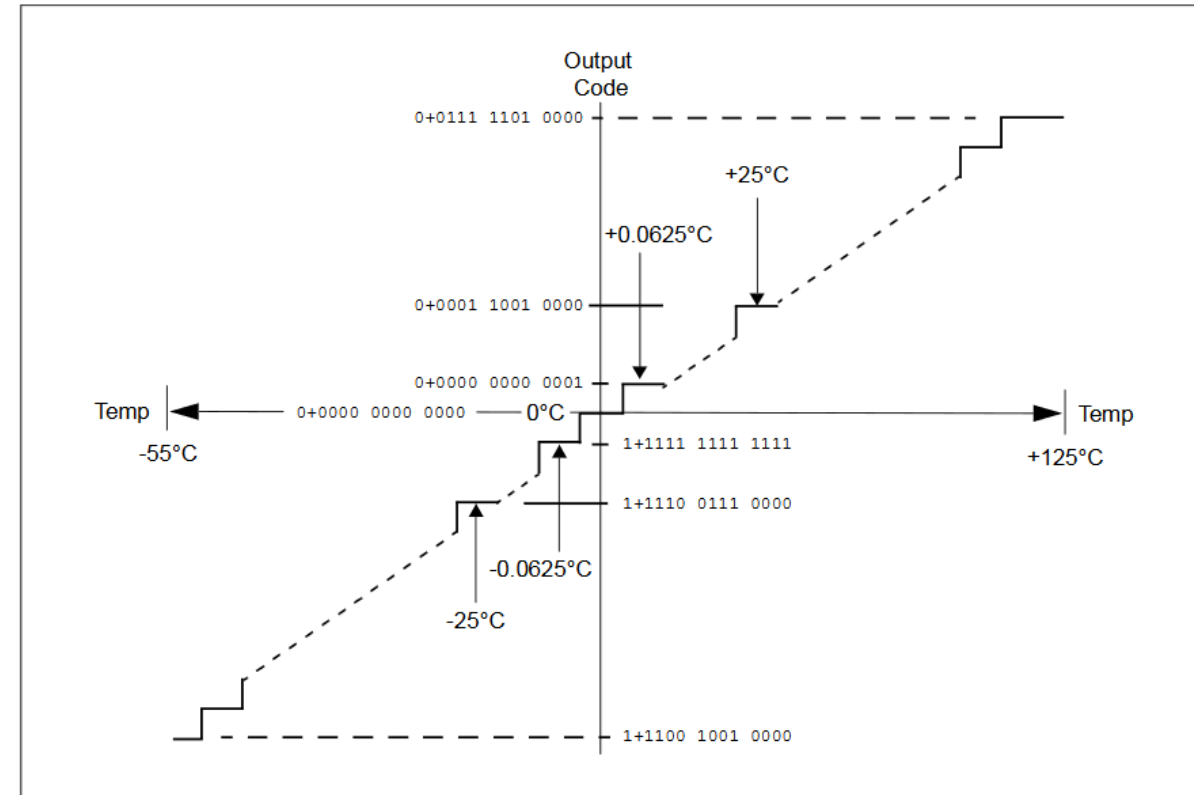 Output
Code
0+0111 1101 0000
+25°C
+0.0625°C
0+0001 1001 0000
0+0000 0000 0001
Temp
0+0000 0000 0000
0°C
Temp
-55°C
1+1111 1111 1111
+125°C
1+1110 0111 0000
-0.0625°C
-25°C
1+1100 1001 0000